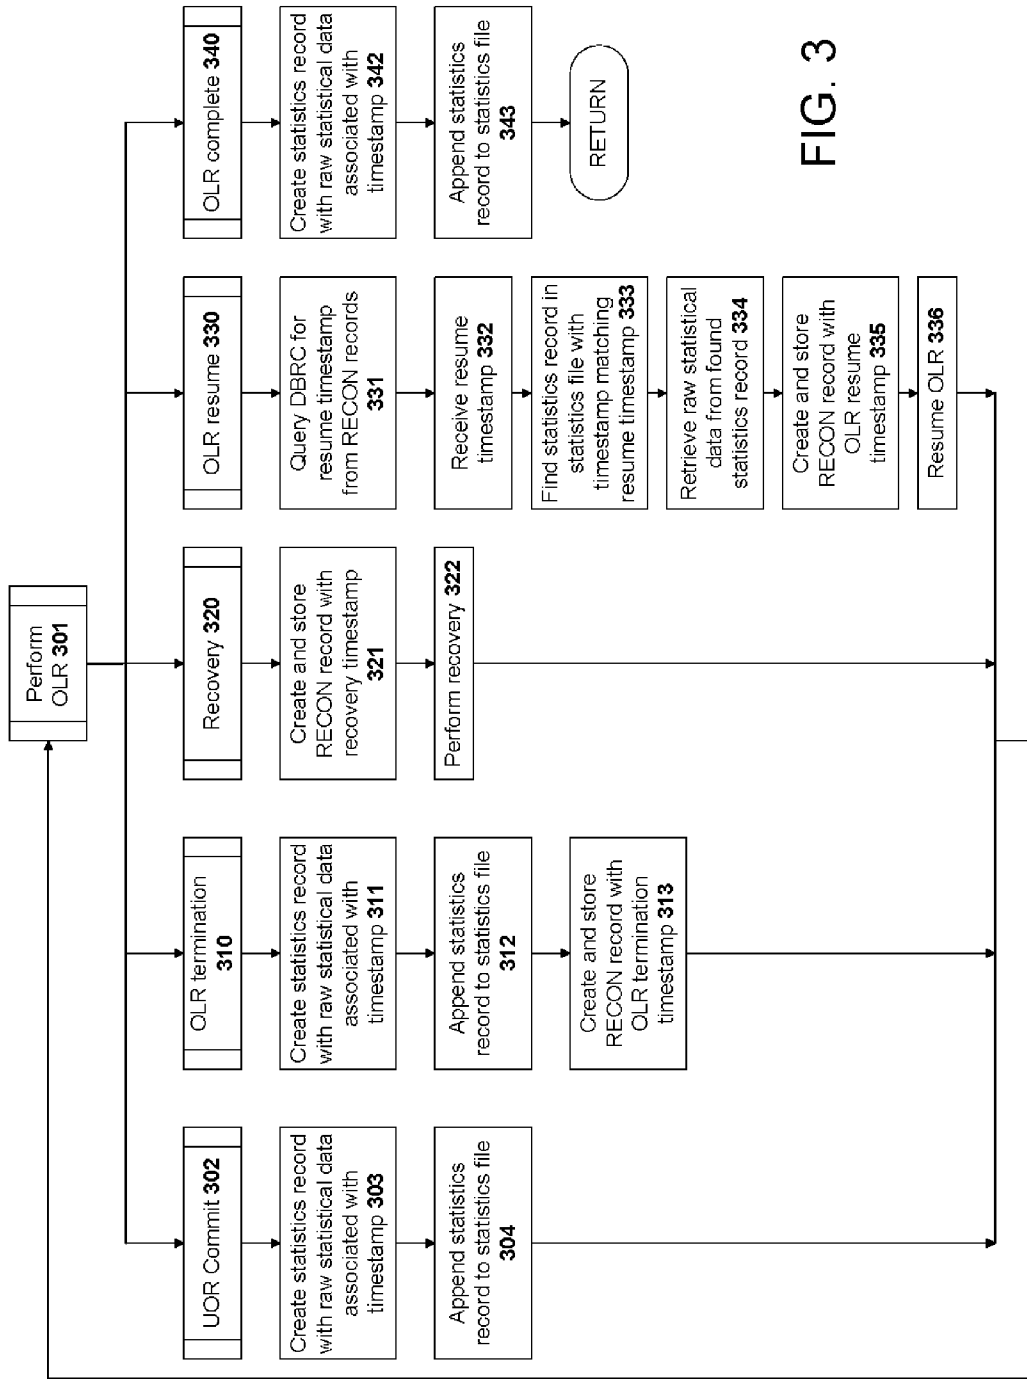 Perform
OLR 301
UOR Commit 302
Create statistics record
with raw statistical data
associated with
timestamp 303
Append statistics
record to statistics file
304
OLR termination
310
Create statistics record
with raw statistical data
associated with
timestamp 311
Append statistics
record to statistics file
312
Create and store
RECON record with
OLR termination
timestamp 313
Recovery 320
Create and store
RECON record with
recovery timestamp
321
Perform recovery 322
OLR resume 330
Query DBRC for
resume timestamp
from RECON records
331
Receive resume
timestamp 332
Find statistics record in
statistics file with
timestamp matching
resume timestamp 333
Retrieve raw statistical
data from found
statistics record 334
Create and store
RECON record with
OLR resume
timestamp 335
Resume OLR 336
OLR complete 340
Create statistics record
with raw statistical data
associated with
timestamp 342
Append statistics
record to statistics file
343
RETURN
FIG. 3